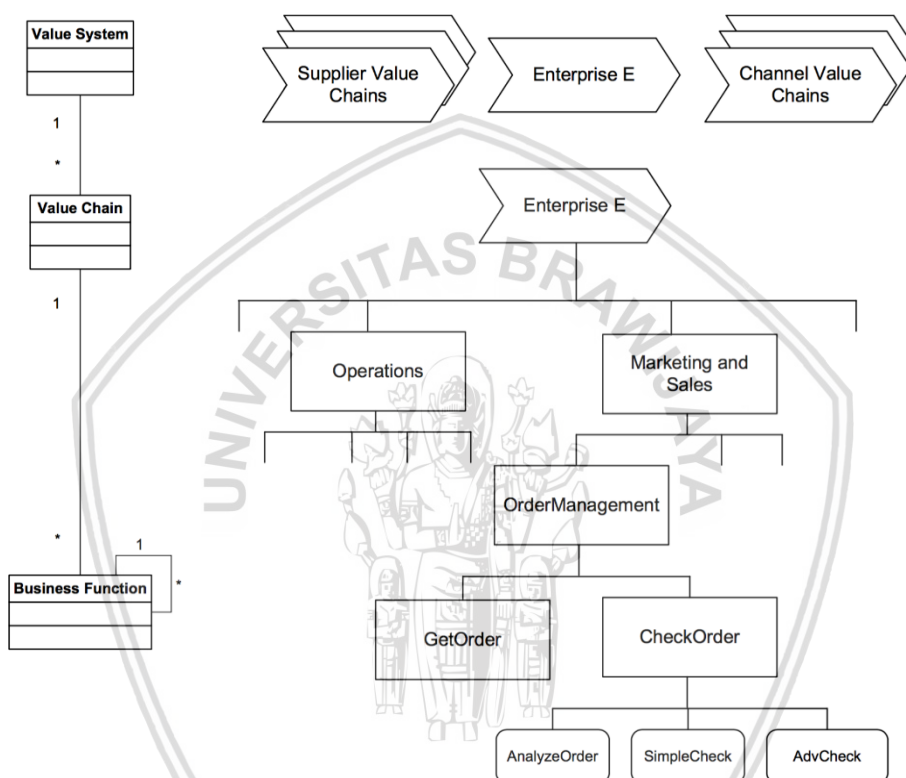 Value System
Supplier Value
Chains
Enterprise E
Channel Value
Chains
1
*
Value Chain
Enterprise E
1
UNIVERSITAS BRAWIJAYA
Operations
Marketing and
Sales
OrderManagement
*
1
Business Function
*
GetOrder
CheckOrder
AnalyzeOrder
SimpleCheck
AdvCheck